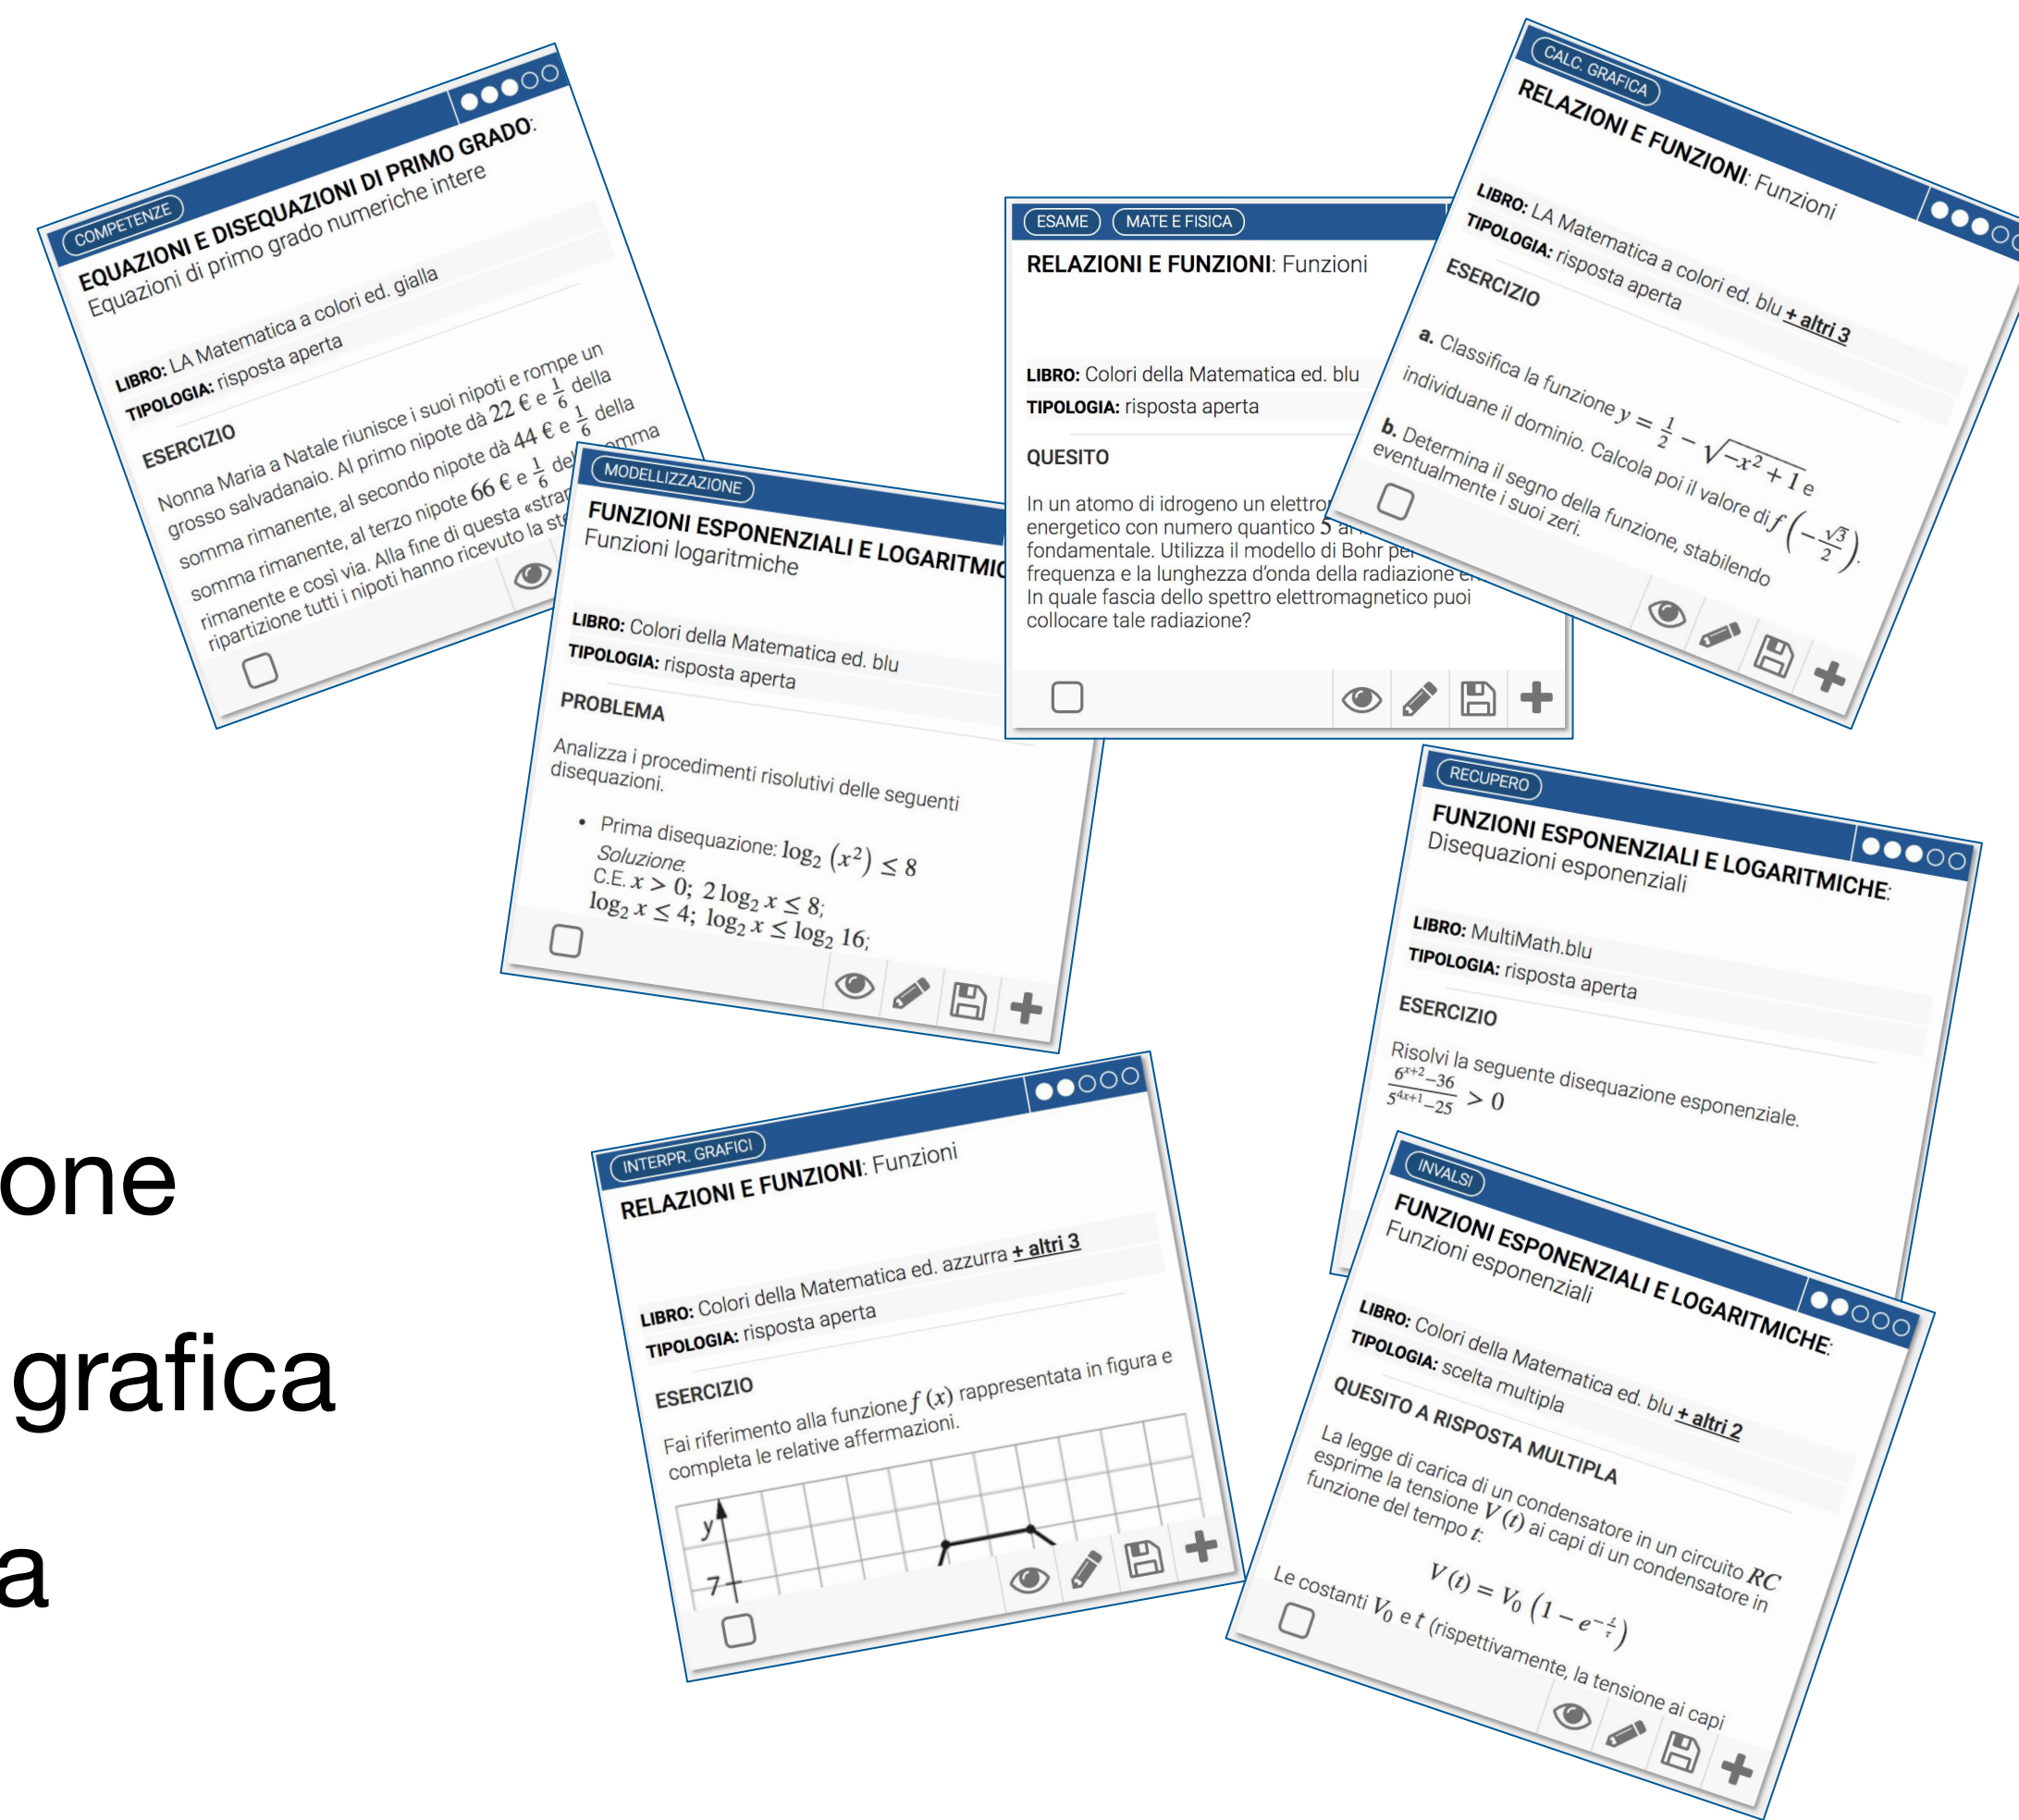 COMPETENZE
EQUAZIONI E DISEQUAZIONI DI PRIMO GRADO:
Equazioni di primo grado numeriche intere
LIBRO: LA Matematica a colori ed. gialla
TIPOLOGIA: risposta aperta
ESERCIZIO
Nonna Maria a Natale riunisce i suoi nipoti e rompe un
grosso salvadanaio. Al primo nipote dà 22 € e 1/6 della
somma rimanente, al secondo nipote dà 44 € e 1/6 della
somma rimanente, al terzo nipote 66 € e 1/6 della somma
rimanente e così via. Alla fine di questa
ripartizione tutti i nipoti hanno ricevuto la
MODELLIZZAZIONE
FUNZIONI ESPONENZIALI E
Funzioni logaritmiche
LIBRO: Colori della Matematica ed. blu
TIPOLOGIA: risposta aperta
PROBLEMA
Analizza i procedimenti risolutivi delle seguenti
disequazioni.
• Prima disequazione: log₂ (x²) ≤ 8
Soluzione:
C.E. x > 0; 2 log₂ x ≤ 8;
log₂ x ≤ 4; log₂ x ≤ log₂ 16;
ESAME MATE E FISICA
RELAZIONI E FUNZIONI: Funzioni
LIBRO: Colori della Matematica ed. blu
TIPOLOGIA: risposta aperta
QUESITO
In un atomo di idrogeno un
energetico con numero quantico 5
fondamentale. Utilizza il modello di Bohr
frequenza e la lunghezza d'onda della radiazione
In quale fascia dello spettro elettromagnetico puoi
collocare tale radiazione?
CALC. GRAFICA
RELAZIONI E FUNZIONI: Funzioni
LIBRO: LA Matematica a colori ed. blu + altri 3
TIPOLOGIA: risposta aperta
ESERCIZIO
a. Classifica la funzione y = 1/2 − √(−x² + 1) e
individuane il dominio. Calcola poi il valore di f (−√3/2).
b. Determina il segno della funzione, stabilendo
eventualmente i suoi zeri.
RECUPERO
FUNZIONI ESPONENZIALI E LOGARITMICHE:
Disequazioni esponenziali
LIBRO: MultiMath.blu
TIPOLOGIA: risposta aperta
ESERCIZIO
Risolvi la seguente disequazione esponenziale.
(6ˣ⁺² − 36)/(5⁴ˣ⁺¹ − 25) > 0
INTERPR. GRAFICI
RELAZIONI E FUNZIONI: Funzioni
LIBRO: Colori della Matematica ed. azzurra + altri 3
TIPOLOGIA: risposta aperta
ESERCIZIO
Fai riferimento alla funzione f (x) rappresentata in figura e
completa le relative affermazioni.
y
7
INVALSI
FUNZIONI ESPONENZIALI E LOGARITMICHE:
Funzioni esponenziali
LIBRO: Colori della Matematica ed. blu + altri 2
TIPOLOGIA: scelta multipla
QUESITO A RISPOSTA MULTIPLA
La legge di carica di un condensatore in un circuito RC
esprime la tensione V (t) ai capi di un condensatore in
funzione del tempo t:
V (t) = V₀ (1 − e^(−t/τ))
Le costanti V₀ e t (rispettivamente, la tensione ai capi
one
grafica
a